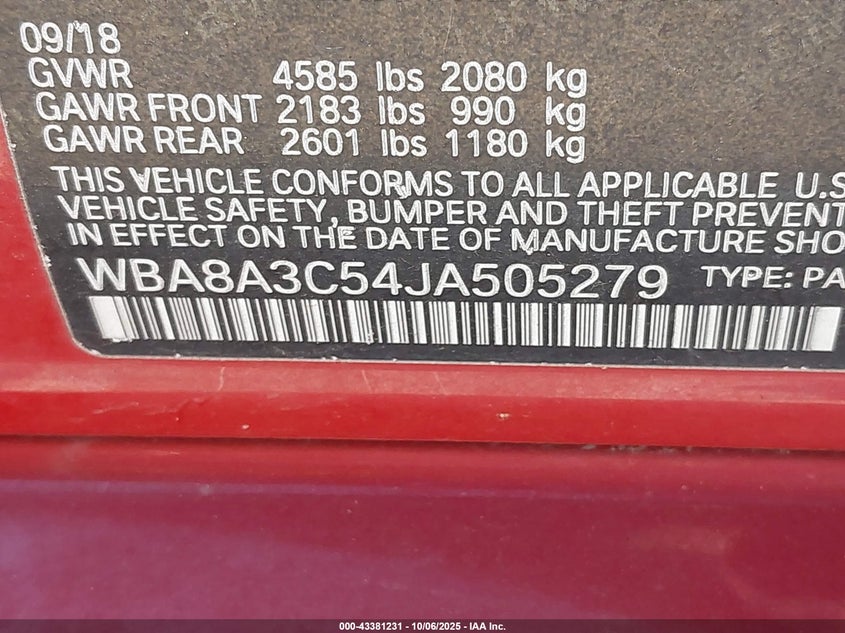 09/18
GVWR 4585 lbs 2080 kg
GAWR FRONT 2183 lbs 990 kg
GAWR REAR 2601 lbs 1180 kg
THIS VEHICLE CONFORMS TO ALL APPLICABLE U.S
VEHICLE SAFETY, BUMPER AND THEFT PREVENT
IN EFFECT ON THE DATE OF MANUFACTURE SHO
WBA8A3C54JA505279 TYPE: PA
000-43381231 - 10/06/2025 - IAA Inc.